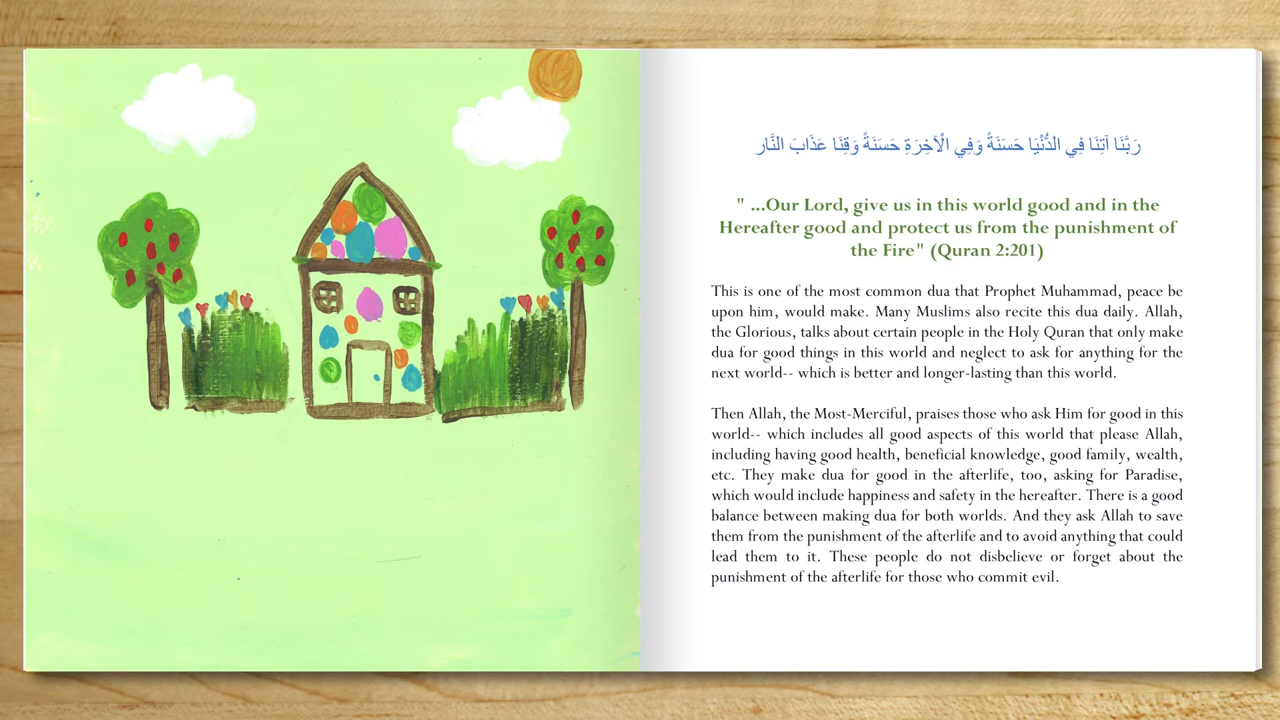 رَبَّنَا آتِنَا فِي الدُّنْيَا حَسَنَةً وَفِي الْآخِرَةِ حَسَنَةً وَقِنَا عَذَابَ النَّار
" ...Our Lord, give us in this world good and in the
Hereafter good and protect us from the punishment of
the Fire" (Quran 2:201)
This is one of the most common dua that Prophet Muhammad, peace be
upon him, would make. Many Muslims also recite this dua daily. Allah,
the Glorious, talks about certain people in the Holy Quran that only make
dua for good things in this world and neglect to ask for anything for the
next world-- which is better and longer-lasting than this world.
Then Allah, the Most-Merciful, praises those who ask Him for good in this
world-- which includes all good aspects of this world that please Allah,
including having good health, beneficial knowledge, good family, wealth,
etc. They make dua for good in the afterlife, too, asking for Paradise,
which would include happiness and safety in the hereafter. There is a good
balance between making dua for both worlds. And they ask Allah to save
them from the punishment of the afterlife and to avoid anything that could
lead them to it. These people do not disbelieve or forget about the
punishment of the afterlife for those who commit evil.